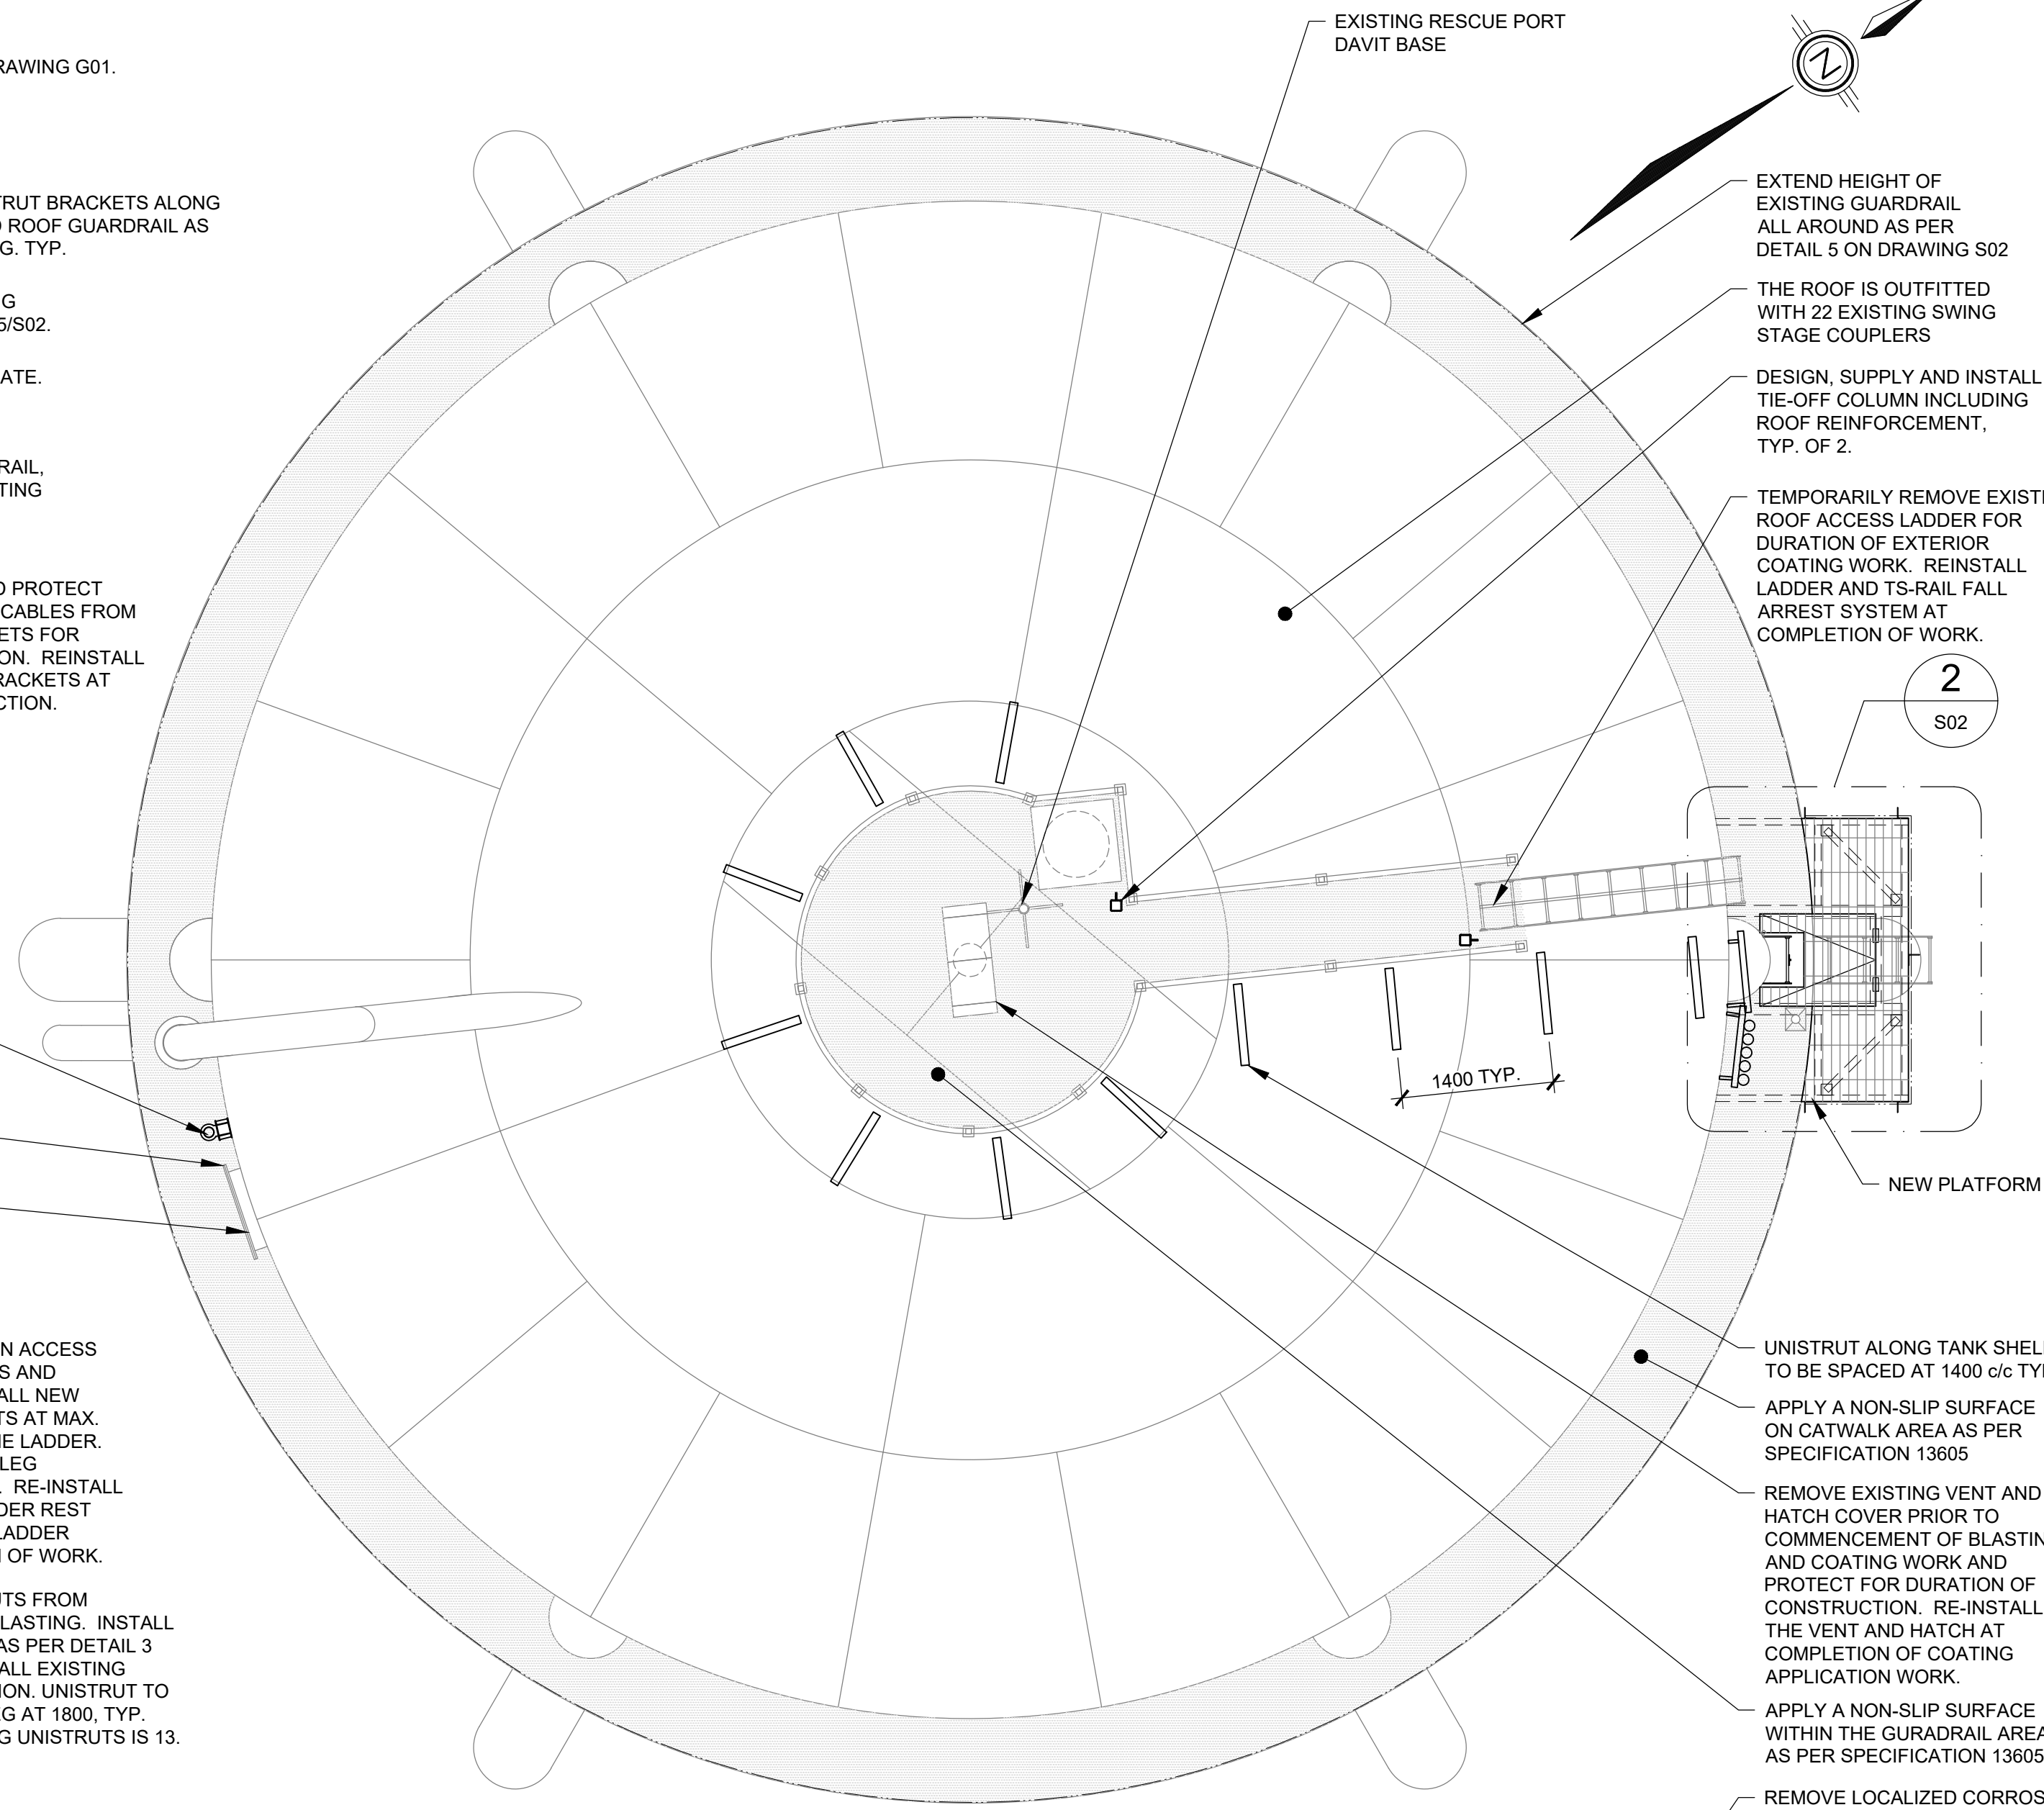 RAWING G01.
TRUT BRACKETS ALONG
ROOF GUARDRAIL AS
G. TYP.
G
5/S02.
ATE.
RAIL,
TING
PROTECT
CABLES FROM
ETS FOR
ON. REINSTALL
RACKETS AT
CTION.
N ACCESS
S AND
ALL NEW
TS AT MAX.
HE LADDER.
LEG
. RE-INSTALL
DER REST
LADDER
OF WORK.
UTS FROM
LASTING. INSTALL
AS PER DETAIL 3
ALL EXISTING
ION. UNISTRUT TO
EG AT 1800, TYP.
G UNISTRUTS IS 13.
EXISTING RESCUE PORT
DAVIT BASE
N
EXTEND HEIGHT OF
EXISTING GUARDRAIL
ALL AROUND AS PER
DETAIL 5 ON DRAWING S02
THE ROOF IS OUTFITTED
WITH 22 EXISTING SWING
STAGE COUPLERS
DESIGN, SUPPLY AND INSTALL
TIE-OFF COLUMN INCLUDING
ROOF REINFORCEMENT,
TYP. OF 2.
TEMPORARILY REMOVE EXIST
ROOF ACCESS LADDER FOR
DURATION OF EXTERIOR
COATING WORK. REINSTALL
LADDER AND TS-RAIL FALL
ARREST SYSTEM AT
COMPLETION OF WORK.
2
S02
1400 TYP.
NEW PLATFORM
UNISTRUT ALONG TANK SHELL
TO BE SPACED AT 1400 c/c TY
APPLY A NON-SLIP SURFACE
ON CATWALK AREA AS PER
SPECIFICATION 13605
REMOVE EXISTING VENT AND
HATCH COVER PRIOR TO
COMMENCEMENT OF BLASTIN
AND COATING WORK AND
PROTECT FOR DURATION OF
CONSTRUCTION. RE-INSTALL
THE VENT AND HATCH AT
COMPLETION OF COATING
APPLICATION WORK.
APPLY A NON-SLIP SURFACE
WITHIN THE GURADRAIL AREA
AS PER SPECIFICATION 13605
REMOVE LOCALIZED CORROS